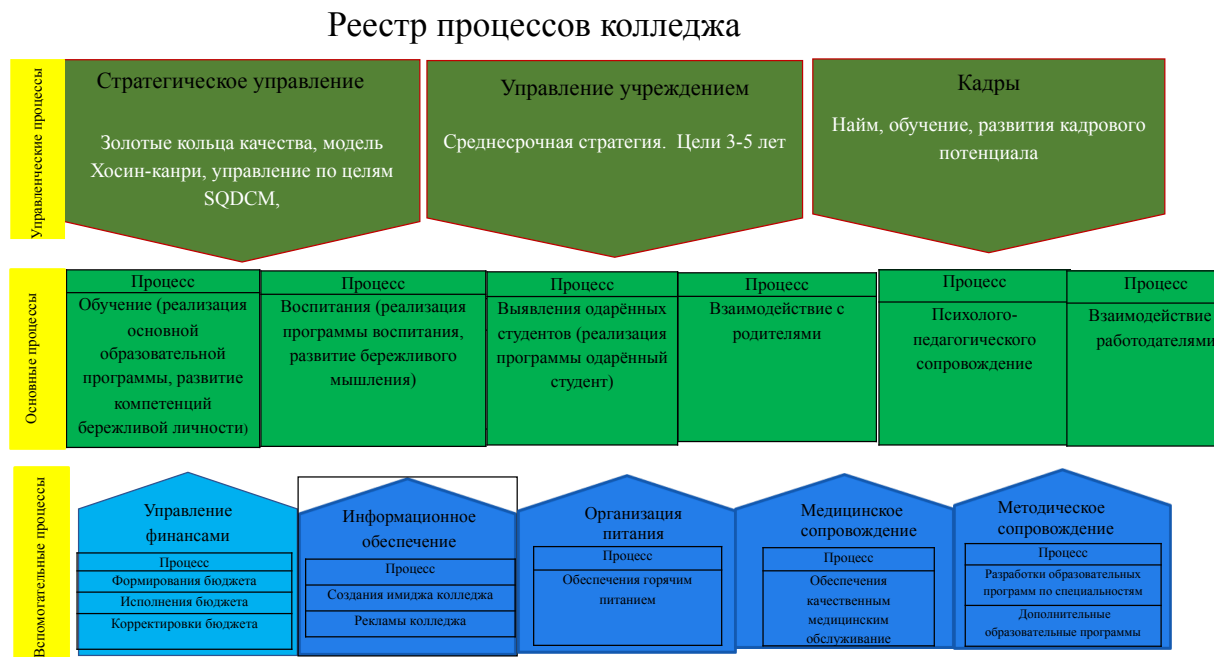 Реестр процессов колледжа
Управленческие процессы
Стратегическое управление
Золотые кольца качества, модель
Хосин-канри, управление по целям
SQDCM,
Управление учреждением
Среднесрочная стратегия. Цели 3-5 лет
Кадры
Найм, обучение, развития кадрового
потенциала
Основные процессы
Процесс
Обучение (реализация
основной
образовательной
программы, развитие
компетенций
бережливой личности)
Процесс
Воспитания (реализация
программы воспитания,
развитие бережливого
мышления)
Процесс
Выявления одарённых
студентов (реализация
программы одарённый
студент)
Процесс
Взаимодействие с
родителями
Процесс
Психолого-
педагогического
сопровождение
Процесс
Взаимодействие
работодателями
Вспомогательные процессы
Управление
финансами
Процесс
Формирования бюджета
Исполнения бюджета
Корректировки бюджета
Информационное
обеспечение
Процесс
Создания имиджа колледжа
Рекламы колледжа
Организация
питания
Процесс
Обеспечения горячим
питанием
Медицинское
сопровождение
Процесс
Обеспечения
качественным
медицинским
обслуживание
Методическое
сопровождение
Процесс
Разработки образовательных
программ по специальностям
Дополнительные
образовательные программы